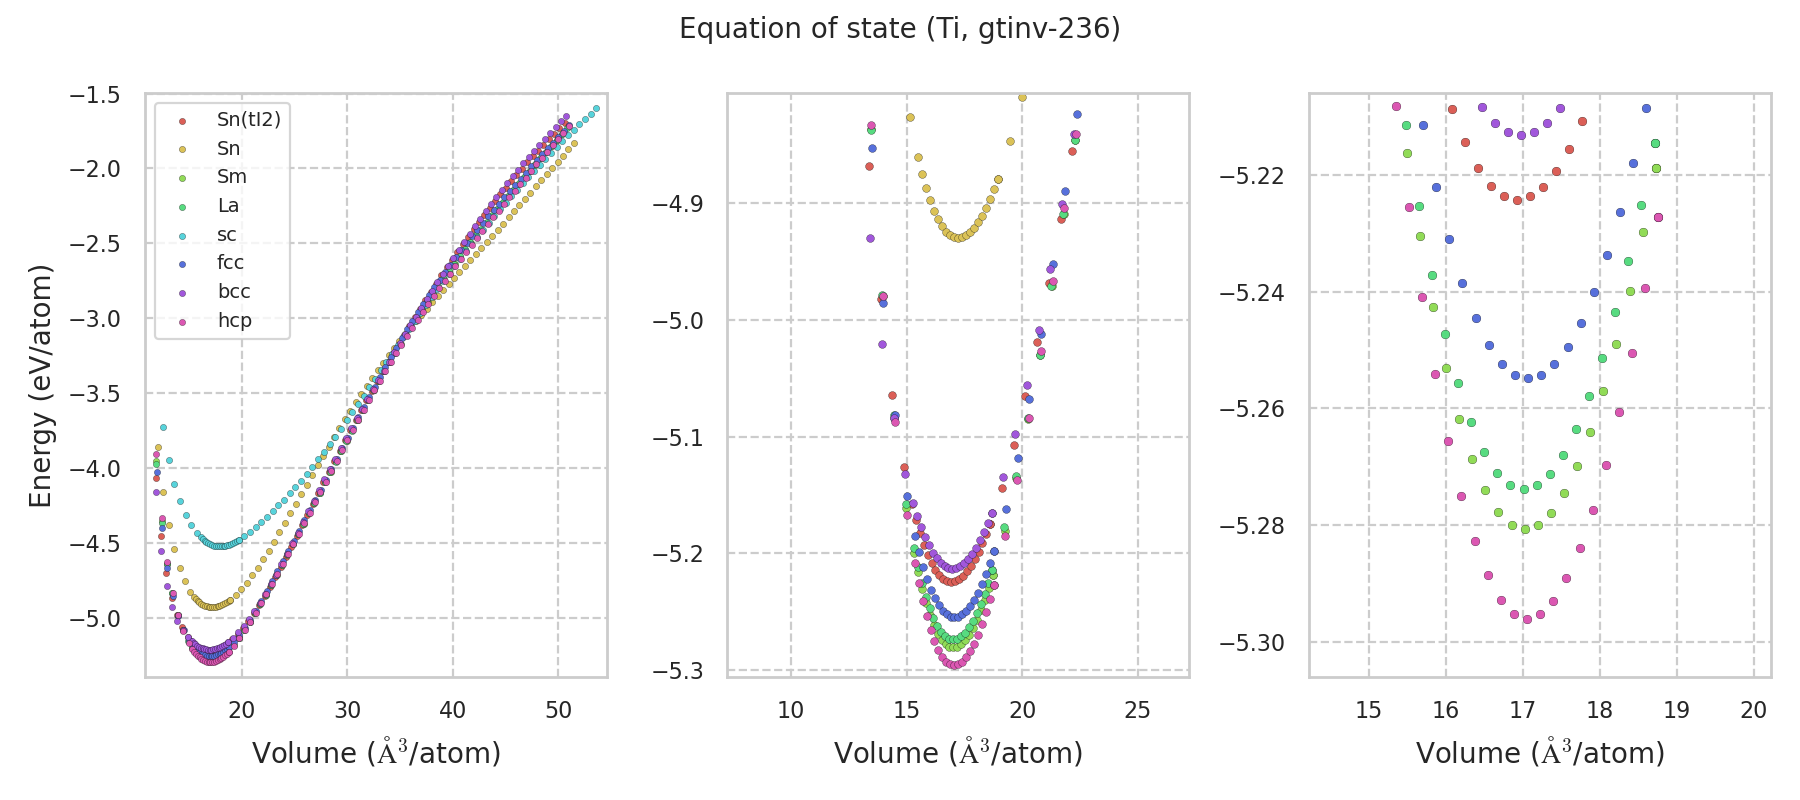 Equation of state (Ti, gtinv-236)
Energy (eV/atom)
−1.5
−2.0
−2.5
−3.0
−3.5
−4.0
−4.5
−5.0
Sn(tI2)
Sn
Sm
La
sc
fcc
bcc
hcp
20 30 40 50
Volume (Å³/atom)
−4.9
−5.0
−5.1
−5.2
−5.3
10 15 20 25
Volume (Å³/atom)
−5.22
−5.24
−5.26
−5.28
−5.30
15 16 17 18 19 20
Volume (Å³/atom)